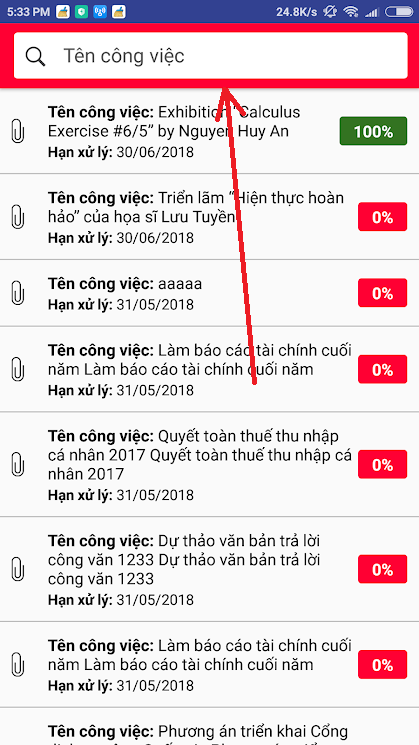 5:33 PM
24.8K/s
Tên công việc
Tên công việc: Exhibition “Calculus
Exercise #6/5” by Nguyen Huy An
Hạn xử lý: 30/06/2018
100%
Tên công việc: Triển lãm “Hiện thực hoàn
hảo” của họa sĩ Lưu Tuyền
Hạn xử lý: 30/06/2018
0%
Tên công việc: aaaaa
Hạn xử lý: 31/05/2018
0%
Tên công việc: Làm báo cáo tài chính cuối
năm Làm báo cáo tài chính cuối năm
Hạn xử lý: 31/05/2018
0%
Tên công việc: Quyết toàn thuế thu nhập
cá nhân 2017 Quyết toàn thuế thu nhập cá
nhân 2017
Hạn xử lý: 31/05/2018
0%
Tên công việc: Dự thảo văn bản trả lời
công văn 1233 Dự thảo văn bản trả lời
công văn 1233
Hạn xử lý: 31/05/2018
0%
Tên công việc: Làm báo cáo tài chính cuối
năm Làm báo cáo tài chính cuối năm
Hạn xử lý: 31/05/2018
0%
Tên công việc: Phương án triển khai Cổng